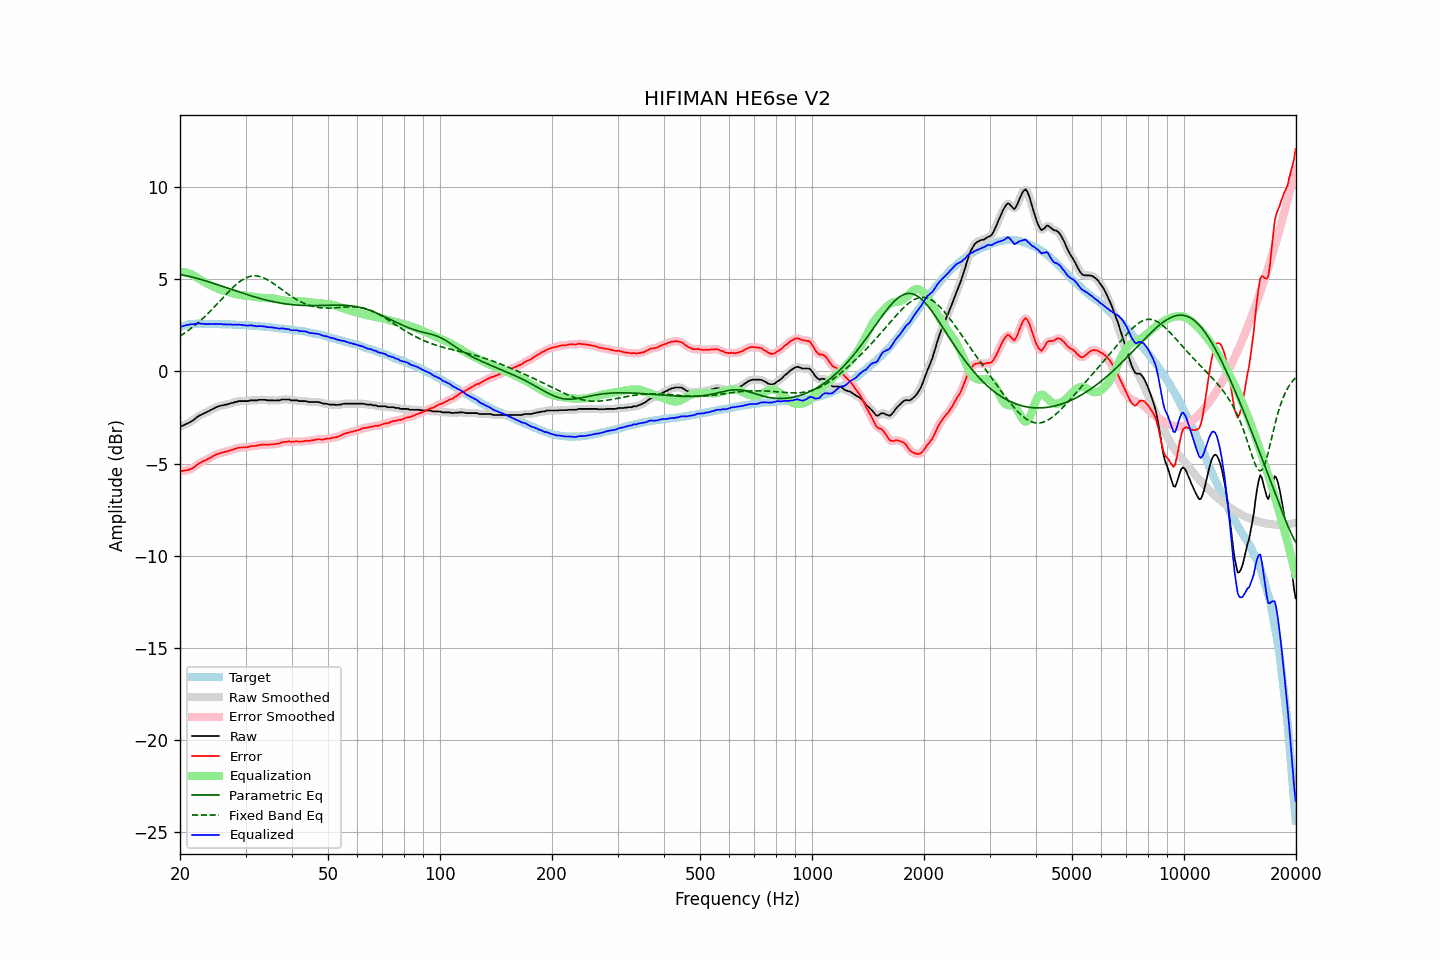 HIFIMAN HE6se V2
Amplitude (dBr)
10
5
0
−5
−10
−15
−20
−25
Target
Raw Smoothed
Error Smoothed
Raw
Error
Equalization
Parametric Eq
Fixed Band Eq
Equalized
20 50 100 200 500 1000 2000 5000 10000 20000
Frequency (Hz)